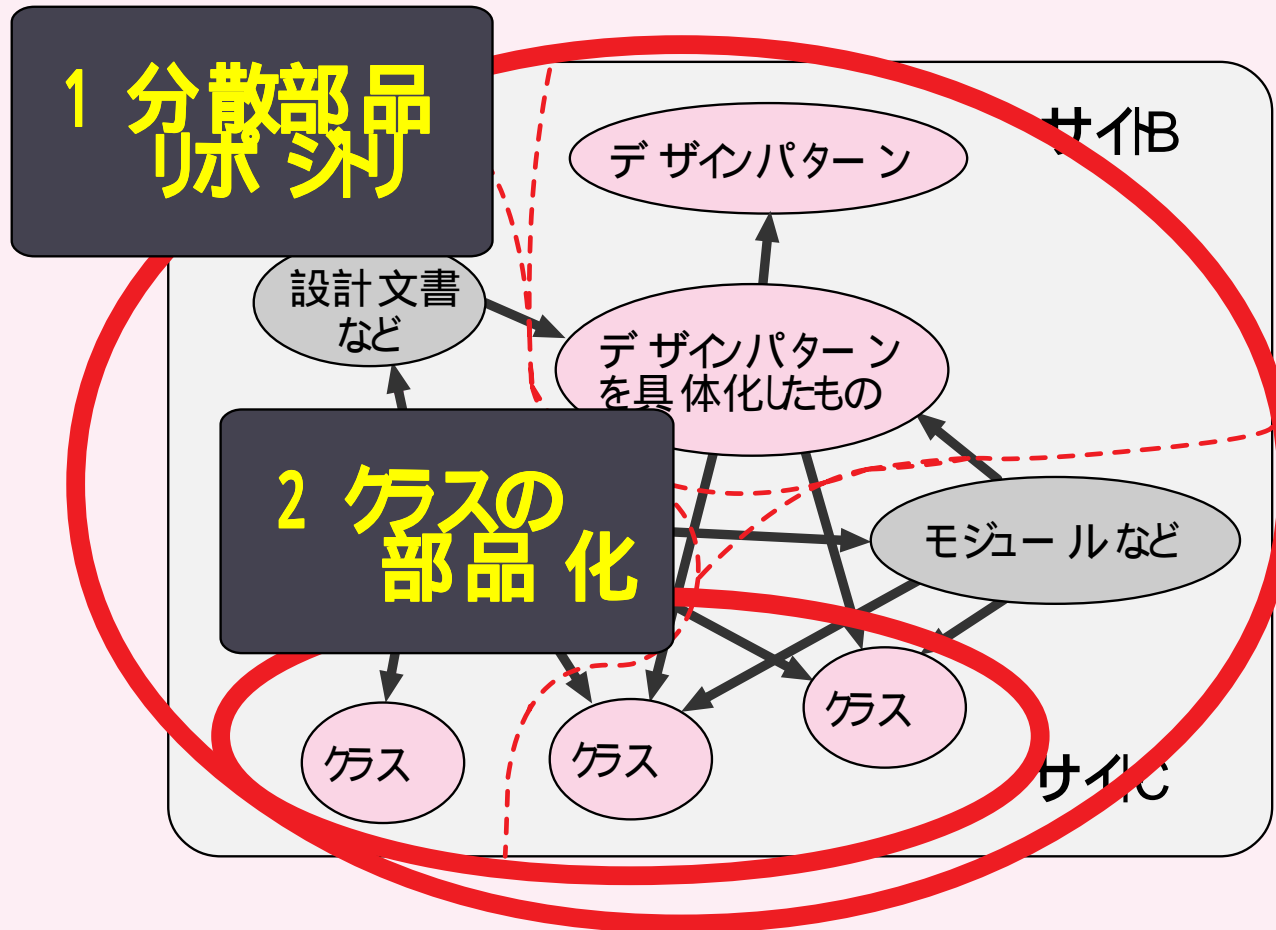 1 分散部品
リポジトリ
サイトB
デザインパターン
設計文書
など
デザインパターン
を具体化したもの
2 クラスの
部品化
モジュールなど
クラス
クラス
クラス
サイトC